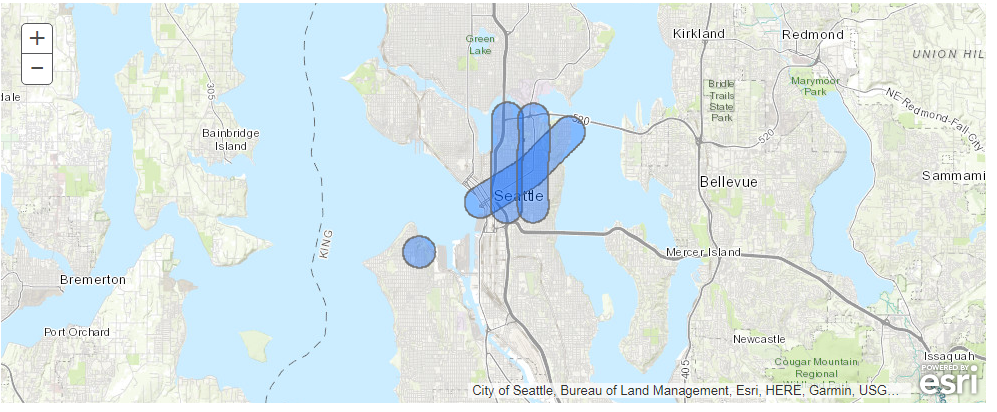 +
−
Green
Lake
Kirkland
Redmond
UNION HIL
dale
305
Bridle
Trails
State
Park
Marymoor
Park
NE Redmond-Fall-City
520
520
Bainbridge
Island
Bellevue
Sammami
Seattle
KING
Mercer Island
Bremerton
Port Orchard
Newcastle
Issaquah
Cougar Mountain
Regional
405
POWERED BY
esri
City of Seattle, Bureau of Land Management, Esri, HERE, Garmin, USG...